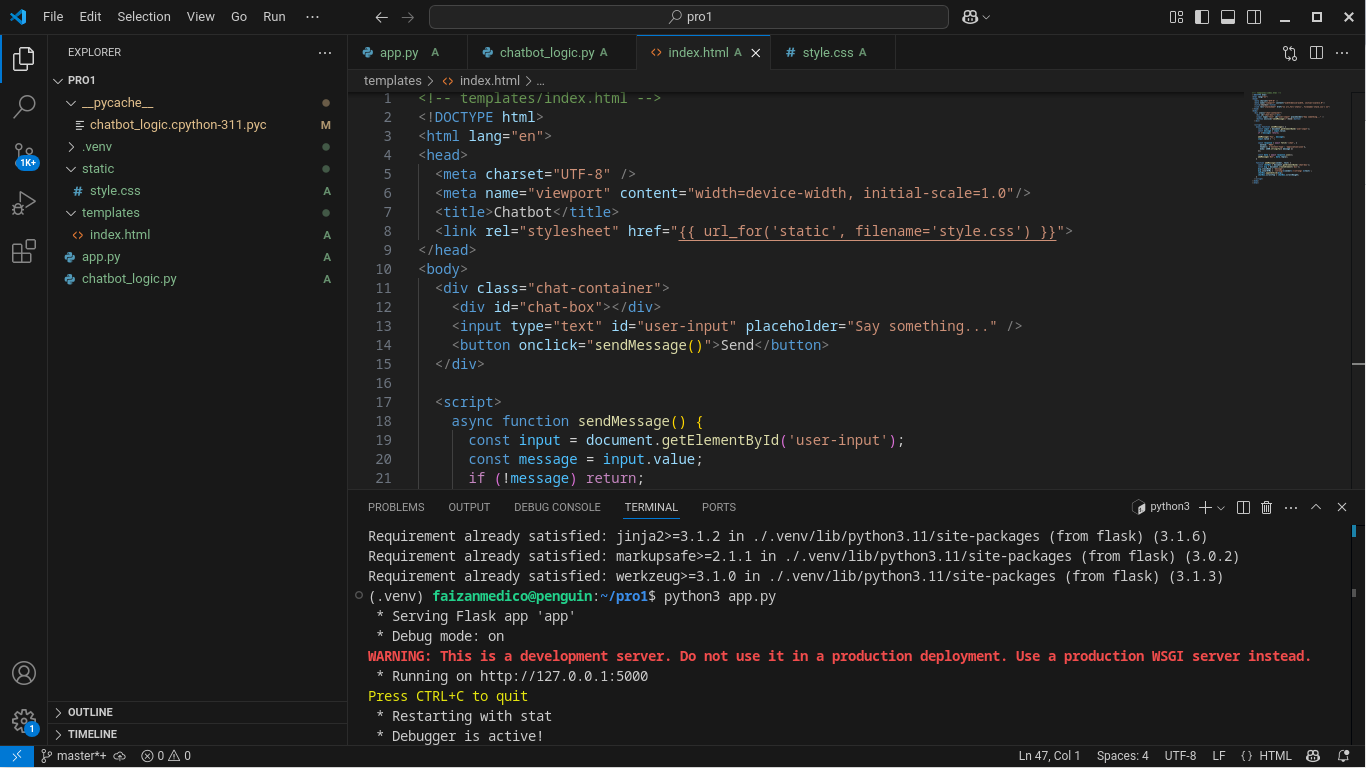 File Edit Selection View Go Run ···
pro1
EXPLORER ···
app.py A
chatbot_logic.py A
<> index.html A
# style.css A
PRO1
__pycache__
chatbot_logic.cpython-311.pyc M
.venv
static
# style.css A
templates
<> index.html A
app.py A
chatbot_logic.py A
1K+
templates > <> index.html > ...
1 <!-- templates/index.html -->
2 <!DOCTYPE html>
3 <html lang="en">
4 <head>
5 <meta charset="UTF-8" />
6 <meta name="viewport" content="width=device-width, initial-scale=1.0"/>
7 <title>Chatbot</title>
8 <link rel="stylesheet" href="{{ url_for('static', filename='style.css') }}">
9 </head>
10 <body>
11 <div class="chat-container">
12 <div id="chat-box"></div>
13 <input type="text" id="user-input" placeholder="Say something..." />
14 <button onclick="sendMessage()">Send</button>
15 </div>
16
17 <script>
18 async function sendMessage() {
19 const input = document.getElementById('user-input');
20 const message = input.value;
21 if (!message) return;
PROBLEMS OUTPUT DEBUG CONSOLE TERMINAL PORTS
python3
Requirement already satisfied: jinja2>=3.1.2 in ./.venv/lib/python3.11/site-packages (from flask) (3.1.6)
Requirement already satisfied: markupsafe>=2.1.1 in ./.venv/lib/python3.11/site-packages (from flask) (3.0.2)
Requirement already satisfied: werkzeug>=3.1.0 in ./.venv/lib/python3.11/site-packages (from flask) (3.1.3)
(.venv) faizanmedico@penguin:~/pro1$ python3 app.py
* Serving Flask app 'app'
* Debug mode: on
WARNING: This is a development server. Do not use it in a production deployment. Use a production WSGI server instead.
* Running on http://127.0.0.1:5000
Press CTRL+C to quit
* Restarting with stat
* Debugger is active!
OUTLINE
TIMELINE
1
master*+ 0 0
Ln 47, Col 1 Spaces: 4 UTF-8 LF {} HTML